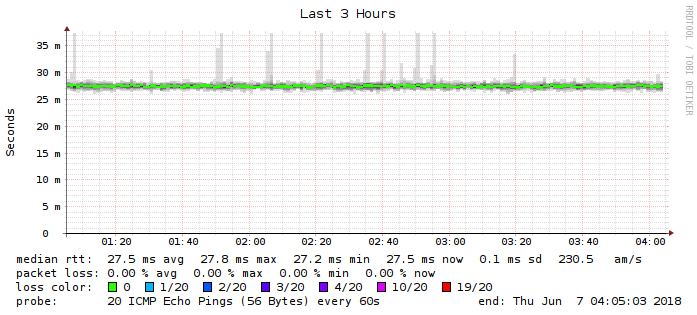 Last 3 Hours
RRDTOOL / TOBI OETIKER
Seconds
35 m
30 m
25 m
20 m
15 m
10 m
5 m
0
01:20 01:40 02:00 02:20 02:40 03:00 03:20 03:40 04:00
median rtt: 27.5 ms avg 27.8 ms max 27.2 ms min 27.5 ms now 0.1 ms sd 230.5 am/s
packet loss: 0.00 % avg 0.00 % max 0.00 % min 0.00 % now
loss color: 0 1/20 2/20 3/20 4/20 10/20 19/20
probe: 20 ICMP Echo Pings (56 Bytes) every 60s end: Thu Jun 7 04:05:03 2018